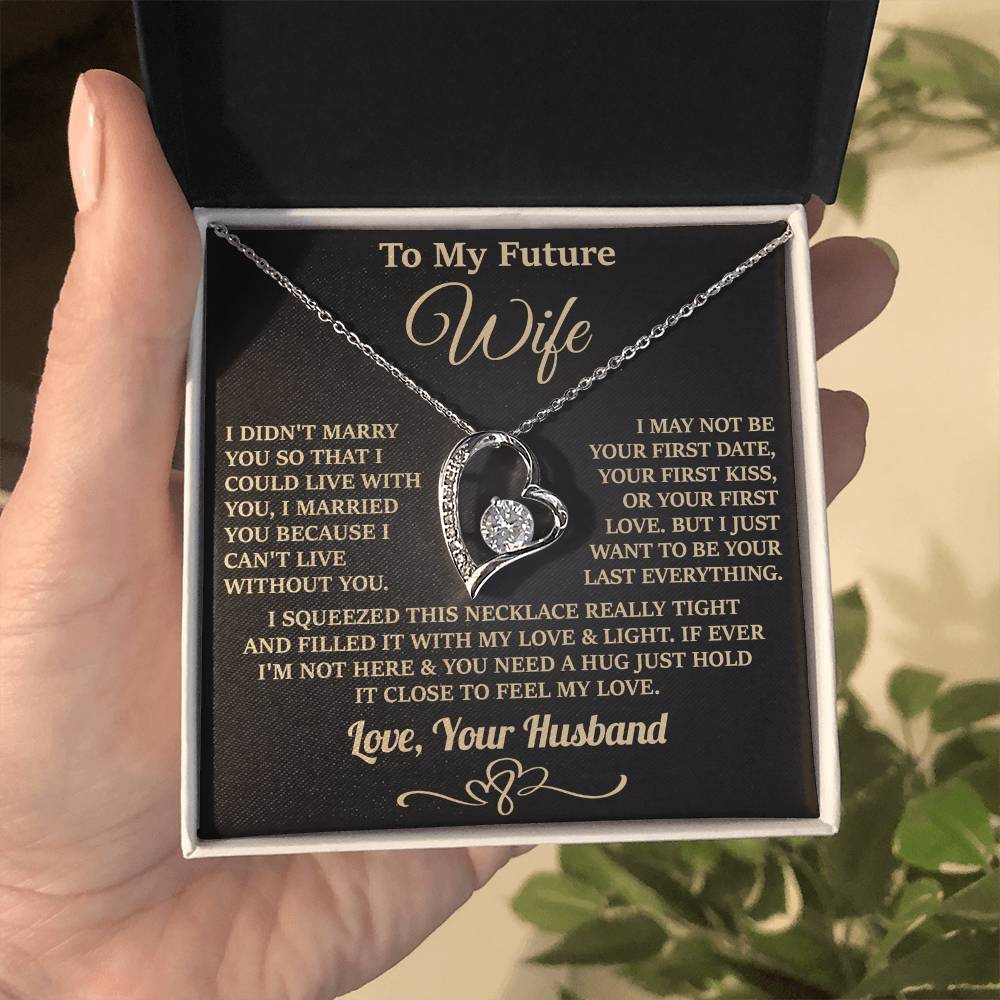 To My Future
Wife
I DIDN'T MARRY
YOU SO THAT I
COULD LIVE WITH
YOU, I MARRIED
YOU BECAUSE I
CAN'T LIVE
WITHOUT YOU.
I MAY NOT BE
YOUR FIRST DATE,
YOUR FIRST KISS,
OR YOUR FIRST
LOVE. BUT I JUST
WANT TO BE YOUR
LAST EVERYTHING.
I SQUEEZED THIS NECKLACE REALLY TIGHT
AND FILLED IT WITH MY LOVE & LIGHT. IF EVER
I'M NOT HERE & YOU NEED A HUG JUST HOLD
IT CLOSE TO FEEL MY LOVE.
Love, Your Husband